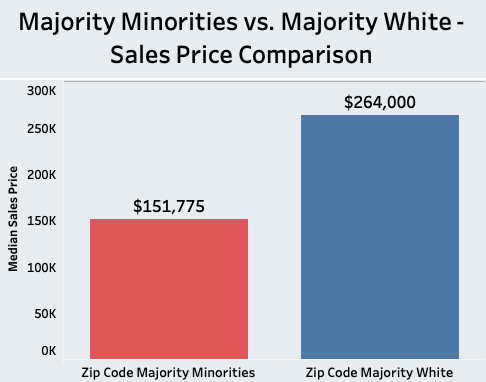 Majority Minorities vs. Majority White -
Sales Price Comparison
300K
250K
200K
150K
100K
50K
0K
Median Sales Price
$151,775
$264,000
Zip Code Majority Minorities
Zip Code Majority White